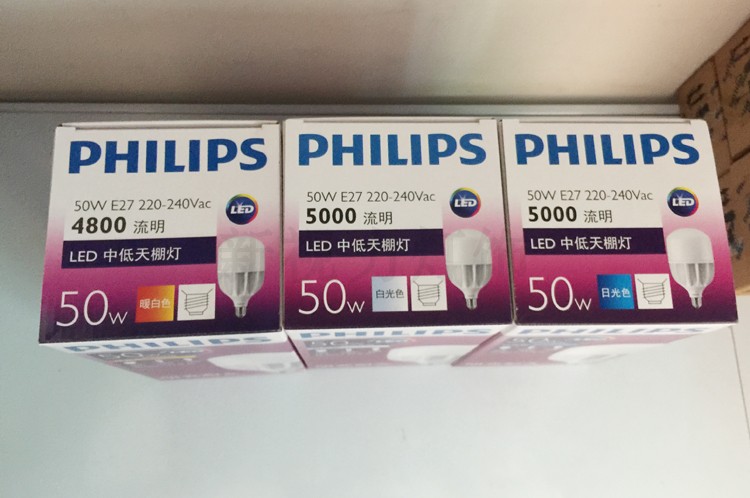 PHILIPS
50W E27 220-240Vac
4800 流明
LED
LED 中低天棚灯
50w
暖白色
PHILIPS
50W E27 220-240Vac
5000 流明
LED
LED 中低天棚灯
50w
白光色
PHILIPS
50W E27 220-240Vac
5000 流明
LED
LED 中低天棚灯
50w
日光色